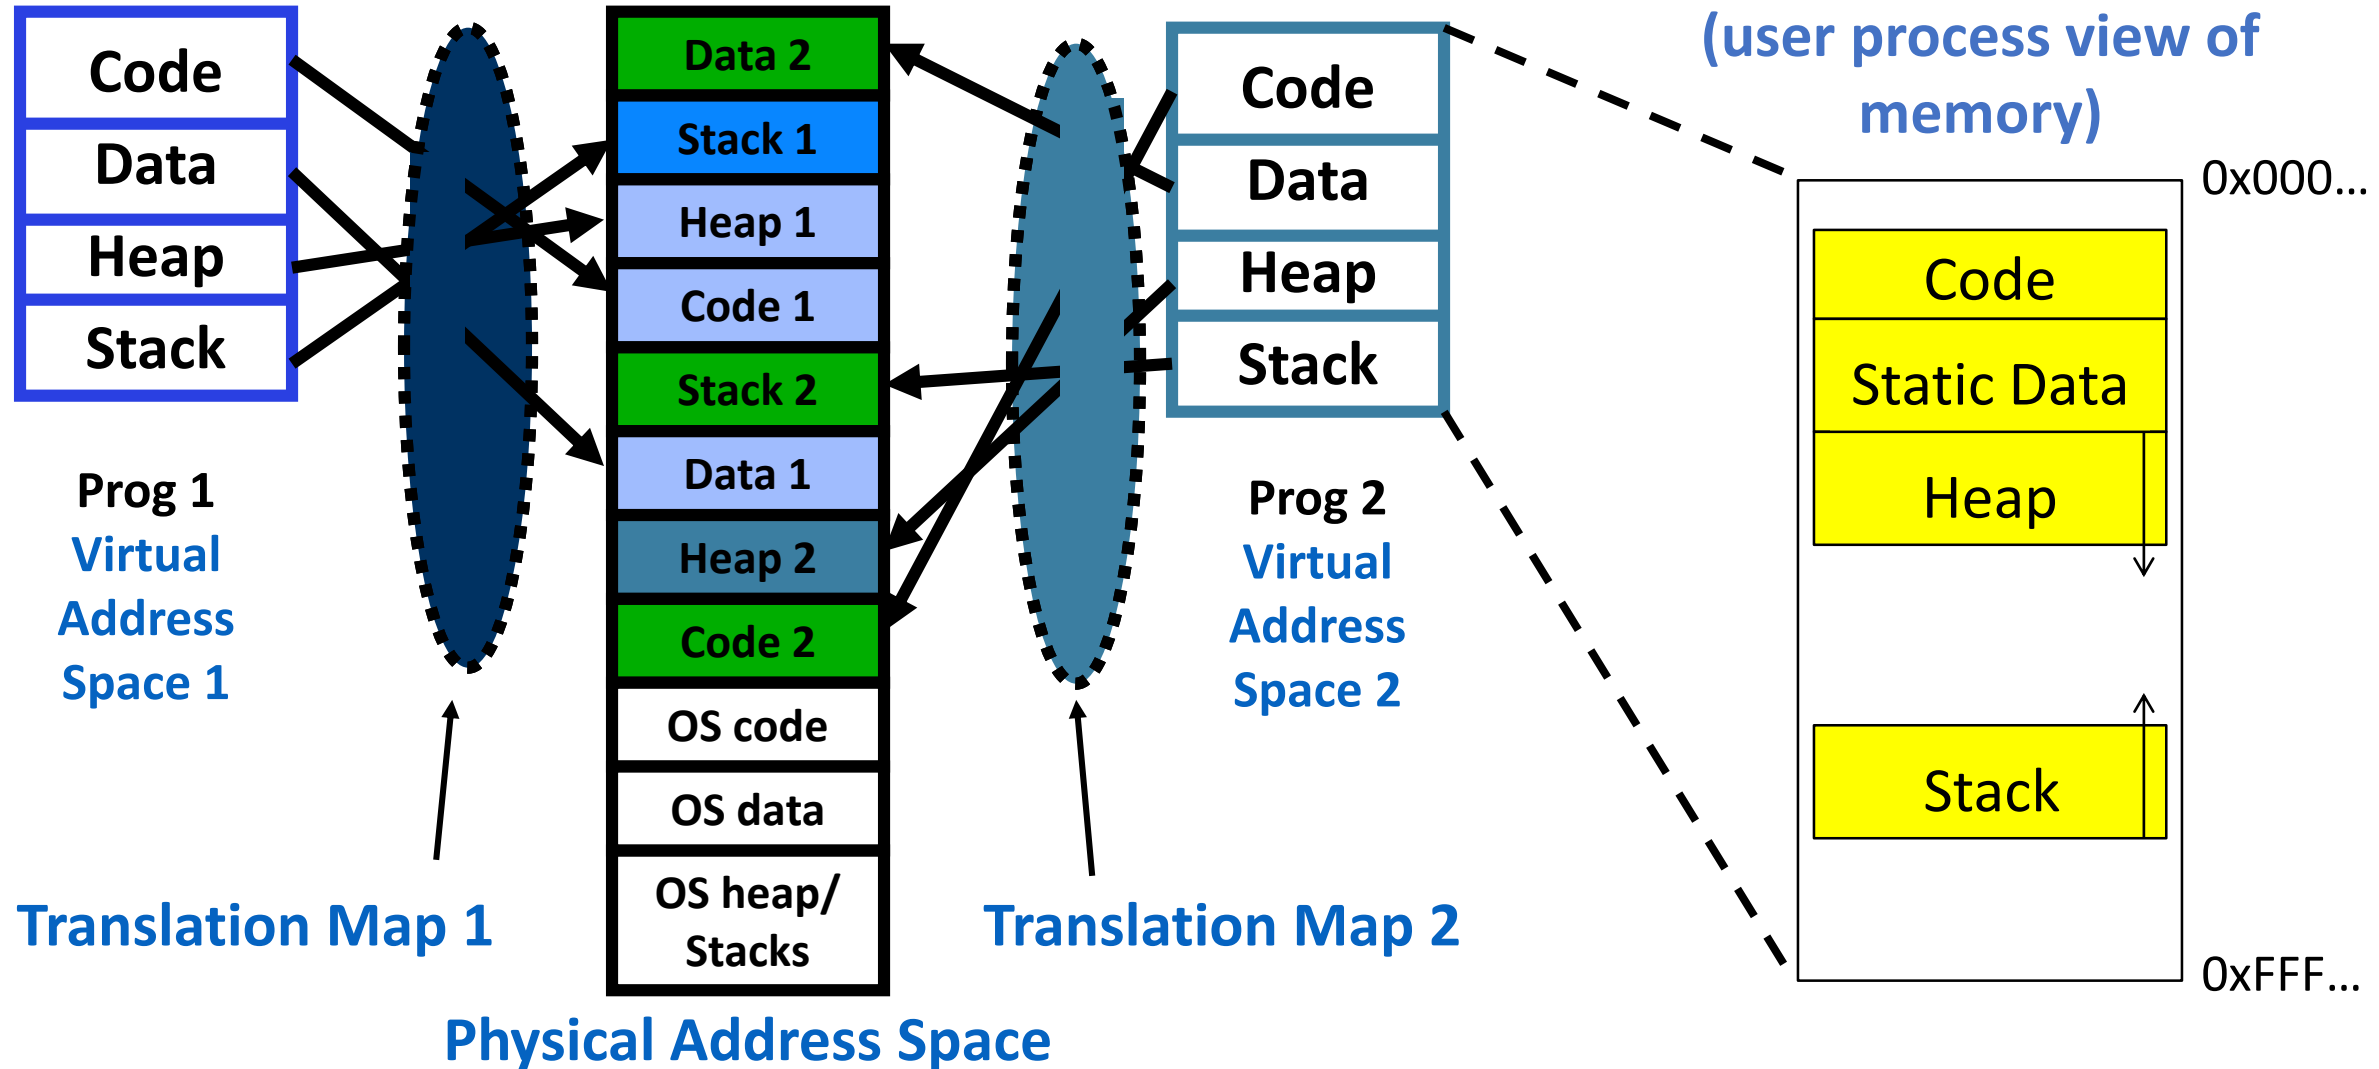 Code
Data
Heap
Stack
Prog 1
Virtual
Address
Space 1
Translation Map 1
Data 2
Stack 1
Heap 1
Code 1
Stack 2
Data 1
Heap 2
Code 2
OS code
OS data
OS heap/
Stacks
Physical Address Space
Code
Data
Heap
Stack
Prog 2
Virtual
Address
Space 2
Translation Map 2
(user process view of
memory)
0x000…
Code
Static Data
Heap
Stack
0xFFF…